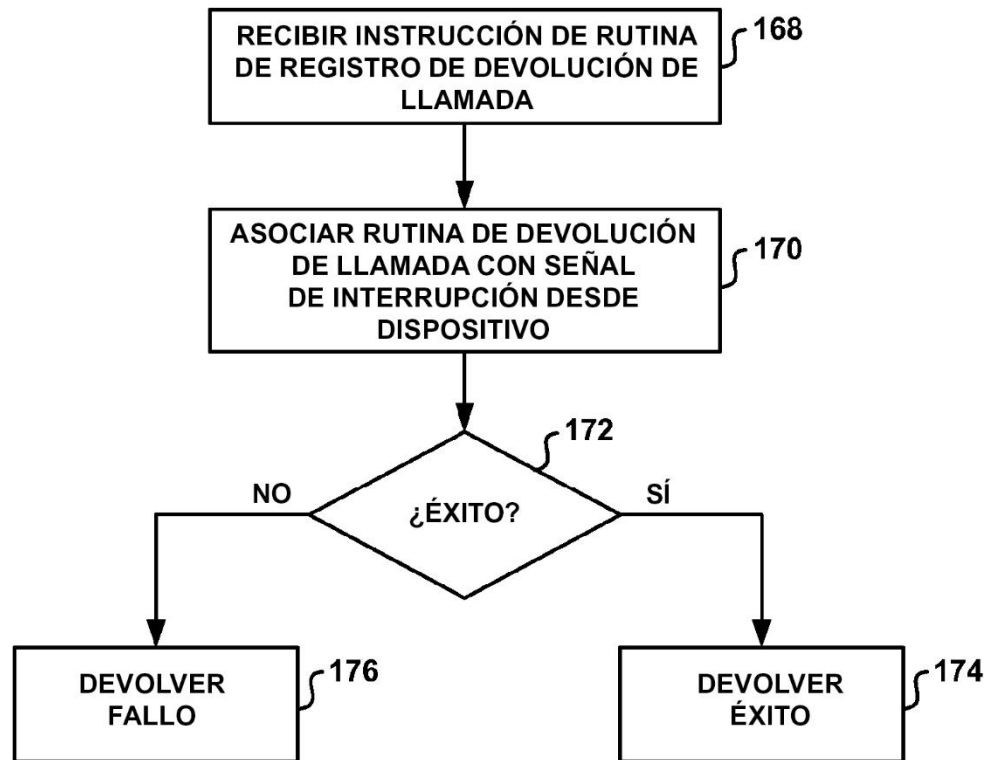 RECIBIR INSTRUCCIÓN DE RUTINA
DE REGISTRO DE DEVOLUCIÓN DE
LLAMADA
168
ASOCIAR RUTINA DE DEVOLUCIÓN
DE LLAMADA CON SEÑAL
DE INTERRUPCIÓN DESDE
DISPOSITIVO
170
172
¿ÉXITO?
NO
SÍ
DEVOLVER
FALLO
176
DEVOLVER
ÉXITO
174